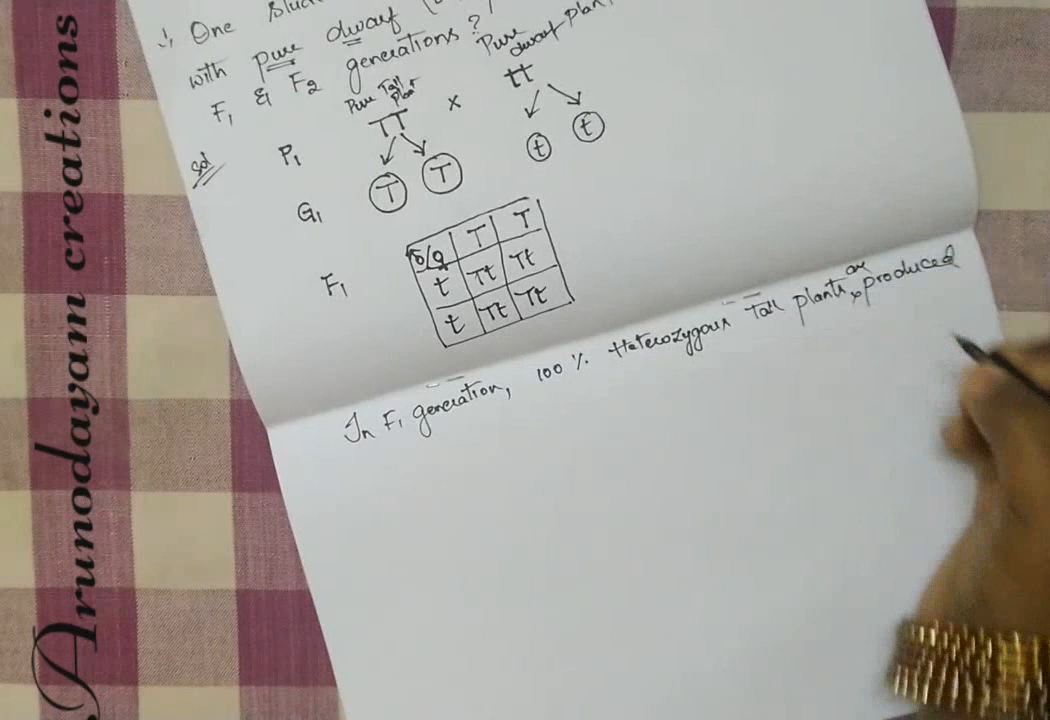 1, One
with pure dwarf
F1 & F2 generations ?
Pure Tall Plant
Pure dwarf plant
Sol
P1 TT x tt
G1 T T t t
♂/♀ T T
F1 t Tt Tt
t Tt Tt
In F1 generation, 100 % Heterozygous Tall plants are produced
Arunodayam creations